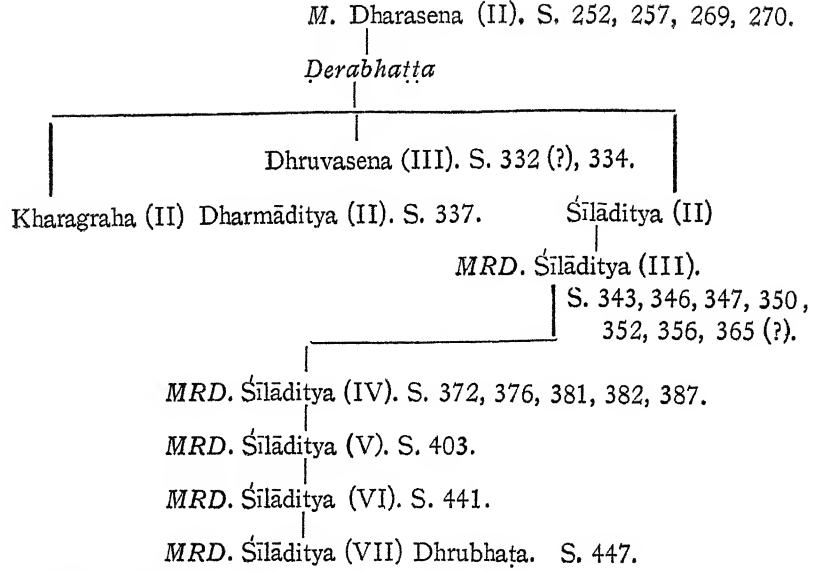 M. Dharasena (II). S. 252, 257, 269, 270.
Ḍerabhaṭṭa
Dhruvasena (III). S. 332 (?), 334.
Kharagraha (II) Dharmāditya (II). S. 337. Śīlāditya (II)
MRD. Śīlāditya (III).
S. 343, 346, 347, 350,
352, 356, 365 (?).
MRD. Śīlāditya (IV). S. 372, 376, 381, 382, 387.
MRD. Śīlāditya (V). S. 403.
MRD. Śīlāditya (VI). S. 441.
MRD. Śīlāditya (VII) Dhrubhaṭa. S. 447.